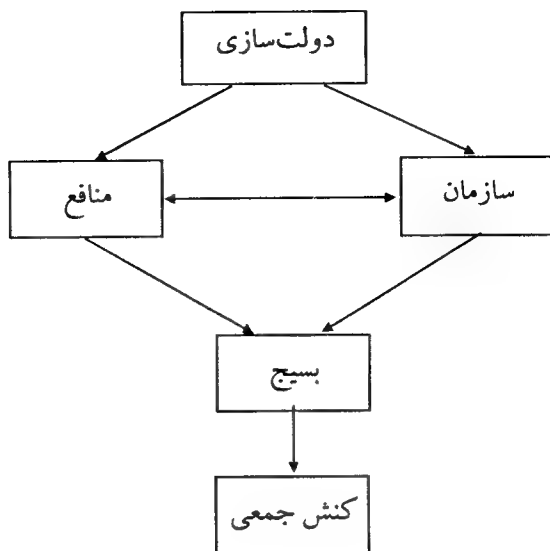 دولت‌سازی
سازمان
منافع
بسیج
کنش جمعی